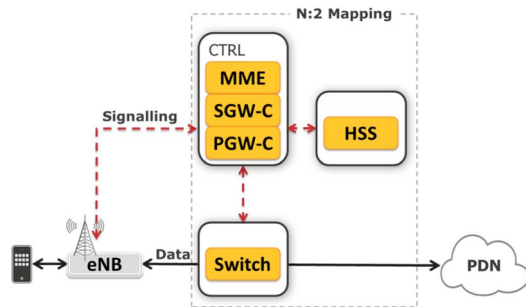 N:2 Mapping
CTRL
MME
SGW-C
PGW-C
HSS
Signalling
eNB
Data
Switch
PDN